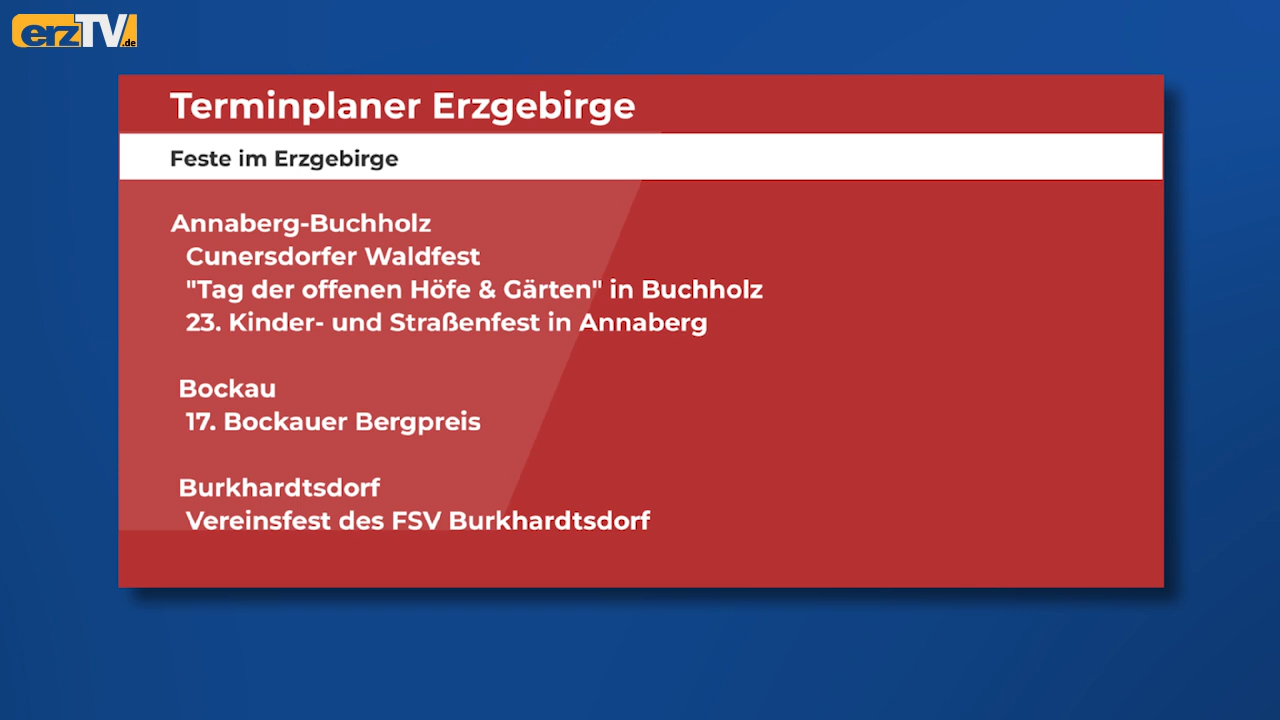 erzTV.de
Terminplaner Erzgebirge
Feste im Erzgebirge
Annaberg-Buchholz
Cunersdorfer Waldfest
"Tag der offenen Höfe & Gärten" in Buchholz
23. Kinder- und Straßenfest in Annaberg
Bockau
17. Bockauer Bergpreis
Burkhardtsdorf
Vereinsfest des FSV Burkhardtsdorf